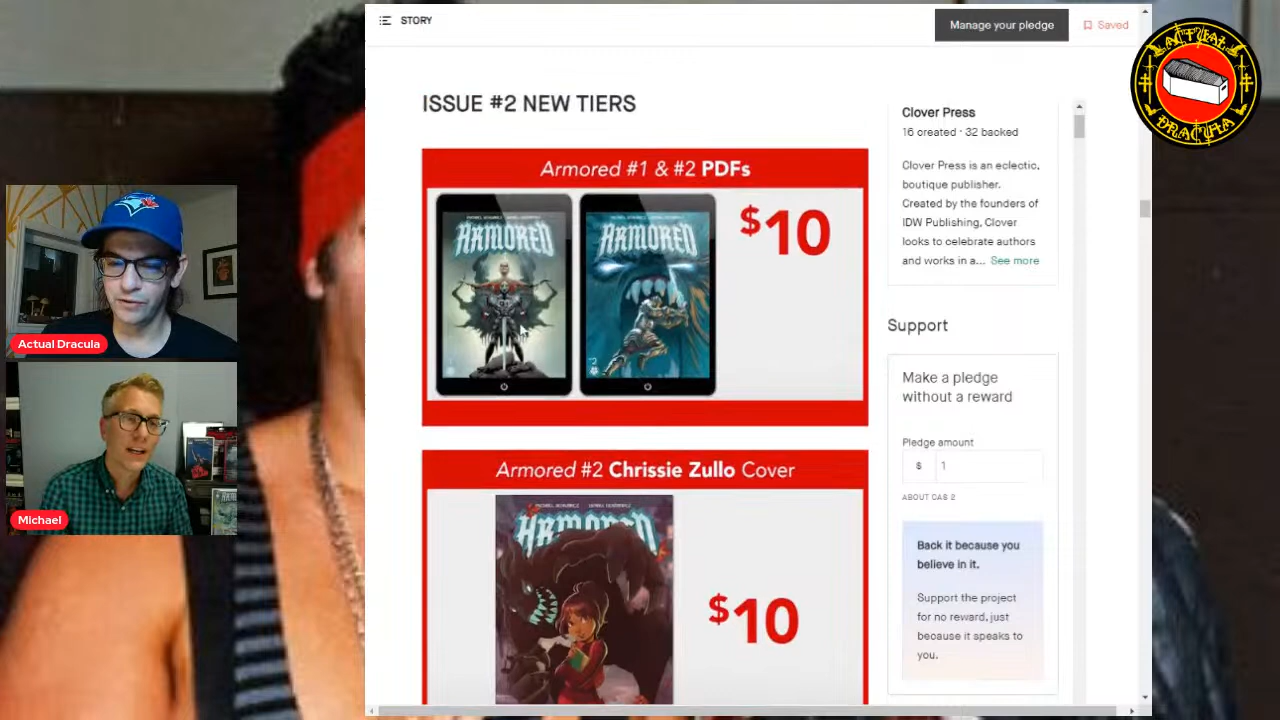 STORY
Manage your pledge
Saved
ACTUAL
DRACULA
ISSUE #2 NEW TIERS
Armored #1 & #2 PDFs
ARMORED
ARMORED
$10
Armored #2 Chrissie Zullo Cover
ARMORED
$10
Clover Press
16 created · 32 backed
Clover Press is an eclectic,
boutique publisher.
Created by the founders of
IDW Publishing, Clover
looks to celebrate authors
and works in a... See more
Support
Make a pledge
without a reward
Pledge amount
$ 1
ABOUT CA$ 2
Back it because you
believe in it.
Support the project
for no reward, just
because it speaks to
you.
Actual Dracula
Michael